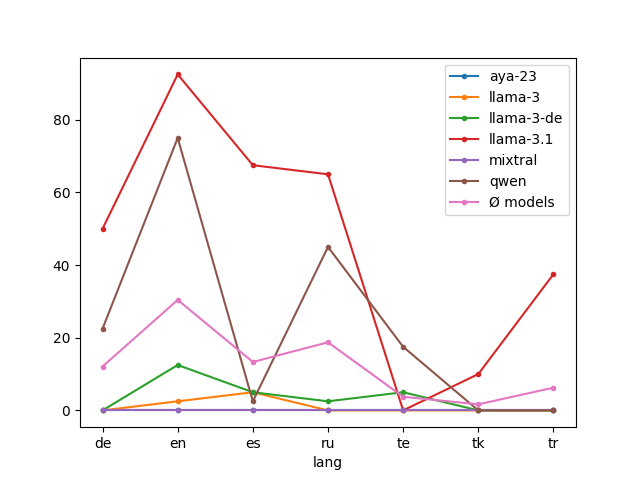 aya-23
llama-3
llama-3-de
llama-3.1
mixtral
qwen
Ø models
80
60
40
20
0
de en es ru te tk tr
lang